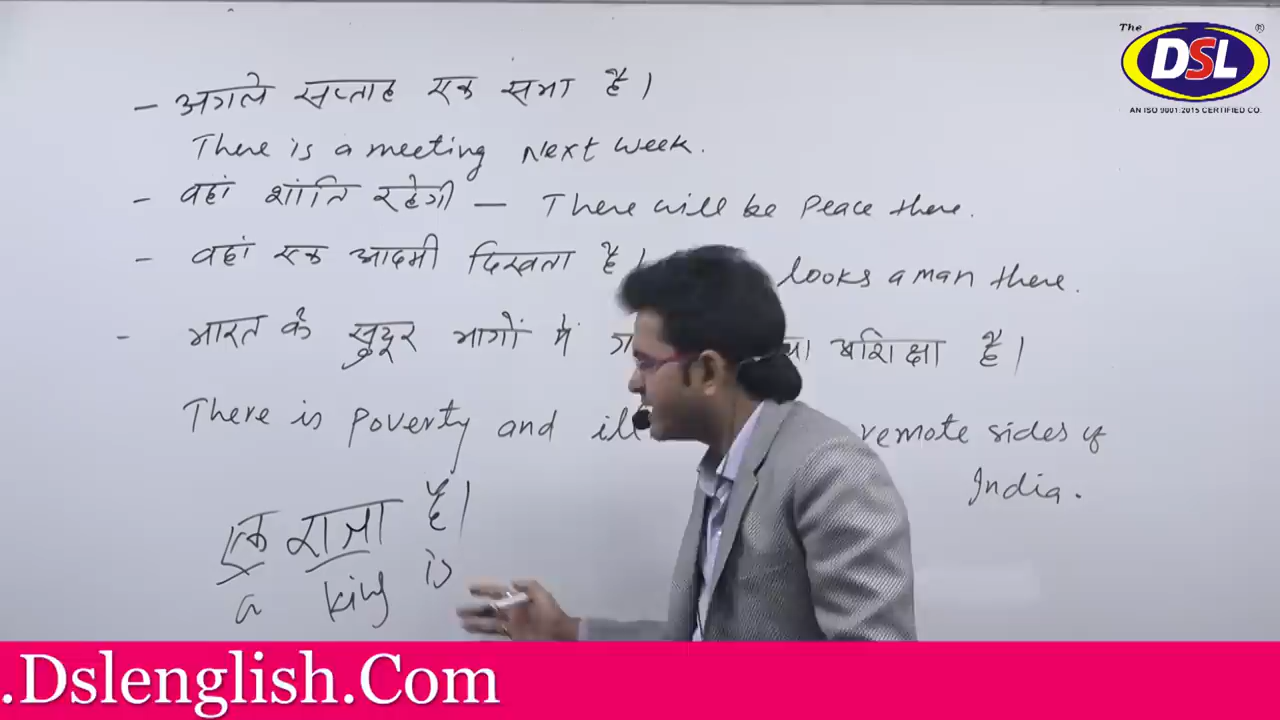 The DSL ®
AN ISO 9001:2015 CERTIFIED CO.
– अगले सप्ताह एक सभा है।
There is a meeting Next week.
– वहां शांति रहेगी – There will be Peace there.
– वहां एक आदमी दिखता है। looks a man there.
– भारत के सुदूर भागों में अशिक्षा है।
There is Poverty and ill remote sides of
India.
एक राजा है।
a king is
.Dslenglish.Com